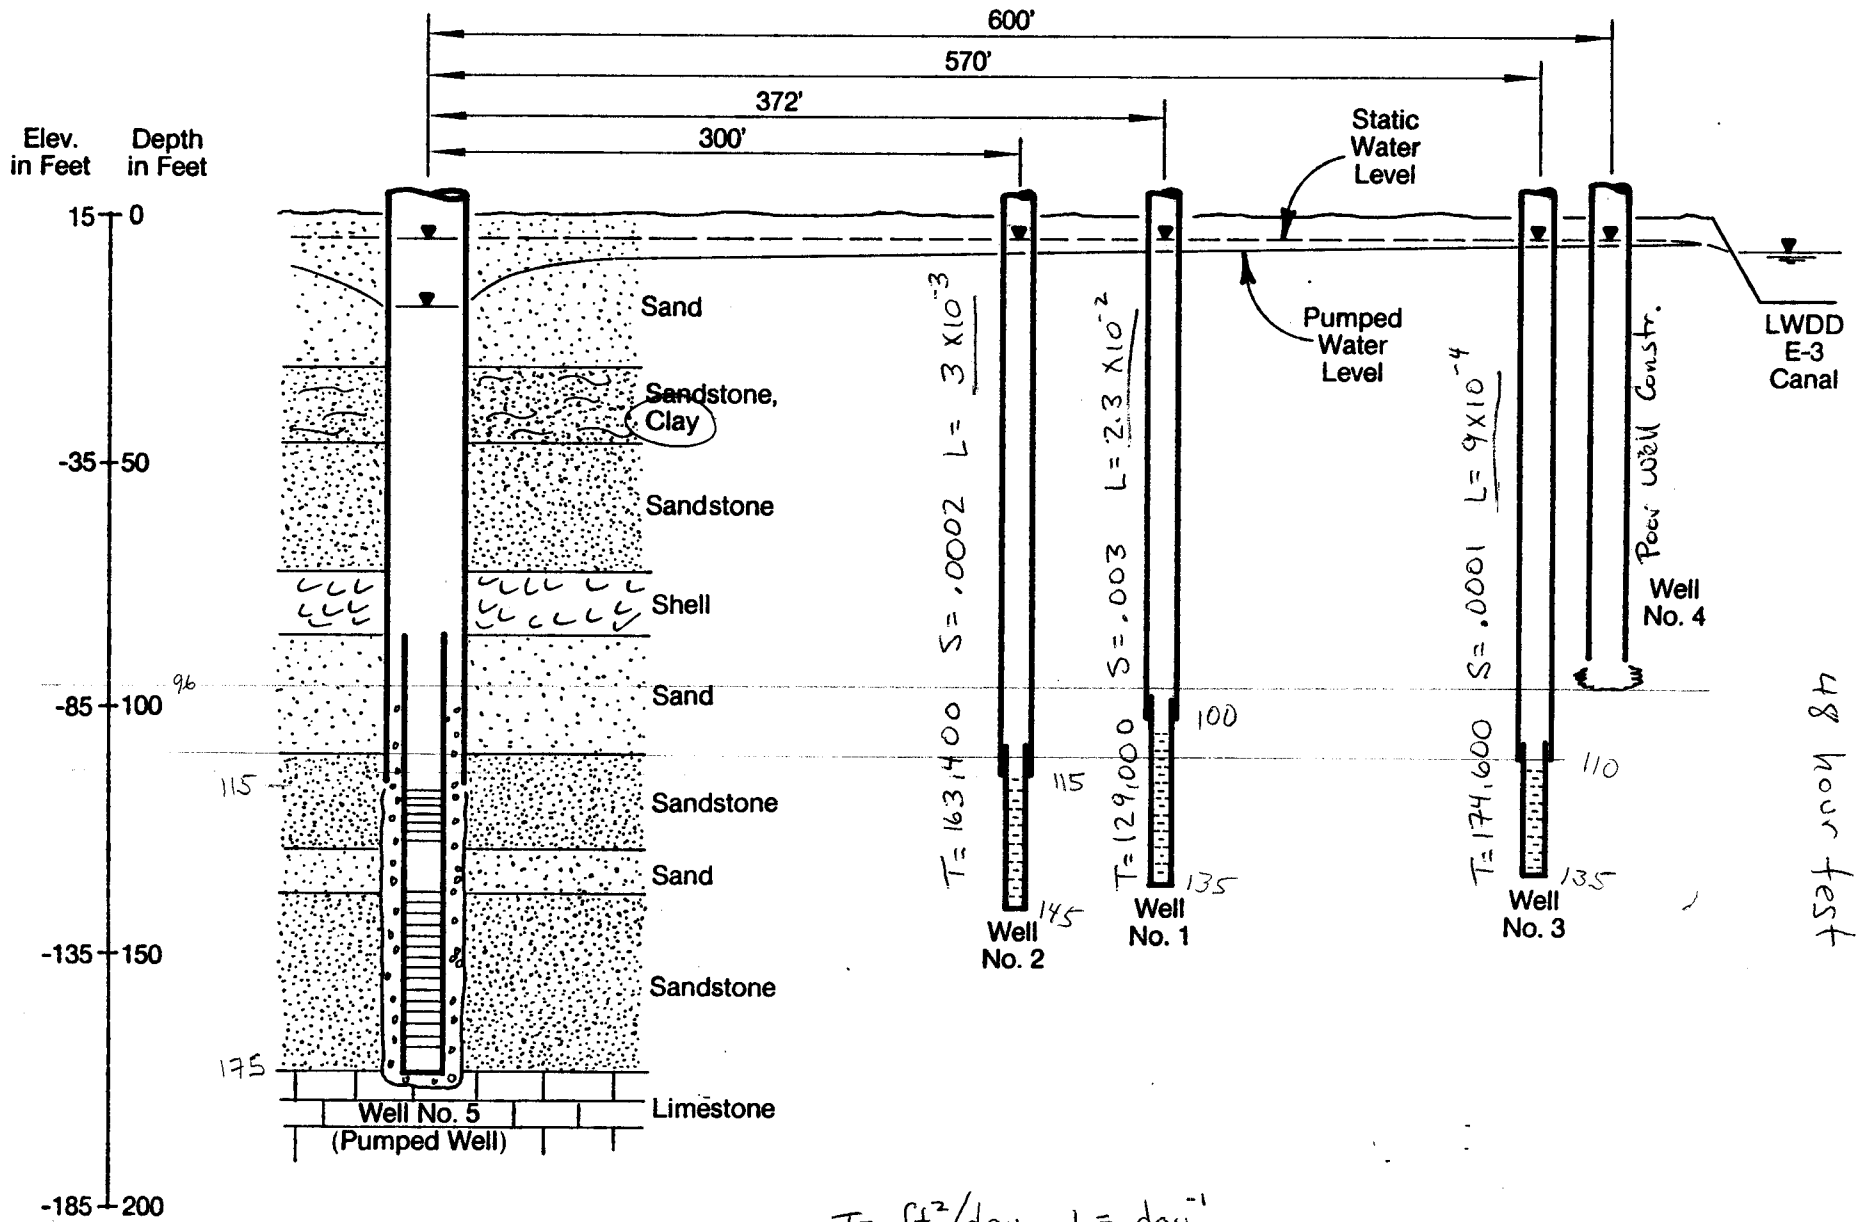 600'
570'
372'
300'
Elev.
in Feet
Depth
in Feet
Static
Water
Level
15 0
Sand
Pumped
Water
Level
LWDD
E-3
Canal
Sandstone,
Clay
-35 50
Sandstone
Shell
96
Sand
-85 100
115
Sandstone
Sand
-135 150
Sandstone
175
Limestone
Well No. 5
(Pumped Well)
-185 200
T=163,400 S=.0002 L= 3 X10⁻³
115
145
Well
No. 2
T=129,000 S=.003 L=2.3 X10⁻²
100
135
Well
No. 1
T=174,600 S=.0001 L=9X10⁻⁴
110
135
Well
No. 3
Poor Well Constr.
Well
No. 4
48 hour test
T= ft²/day L= day⁻¹